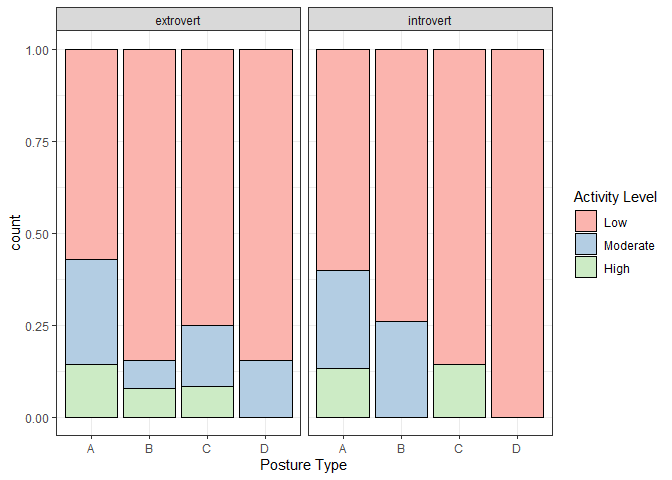 extrovert introvert
1.00
0.75
0.50
0.25
0.00
count
A B C D A B C D
Posture Type
Activity Level
Low
Moderate
High